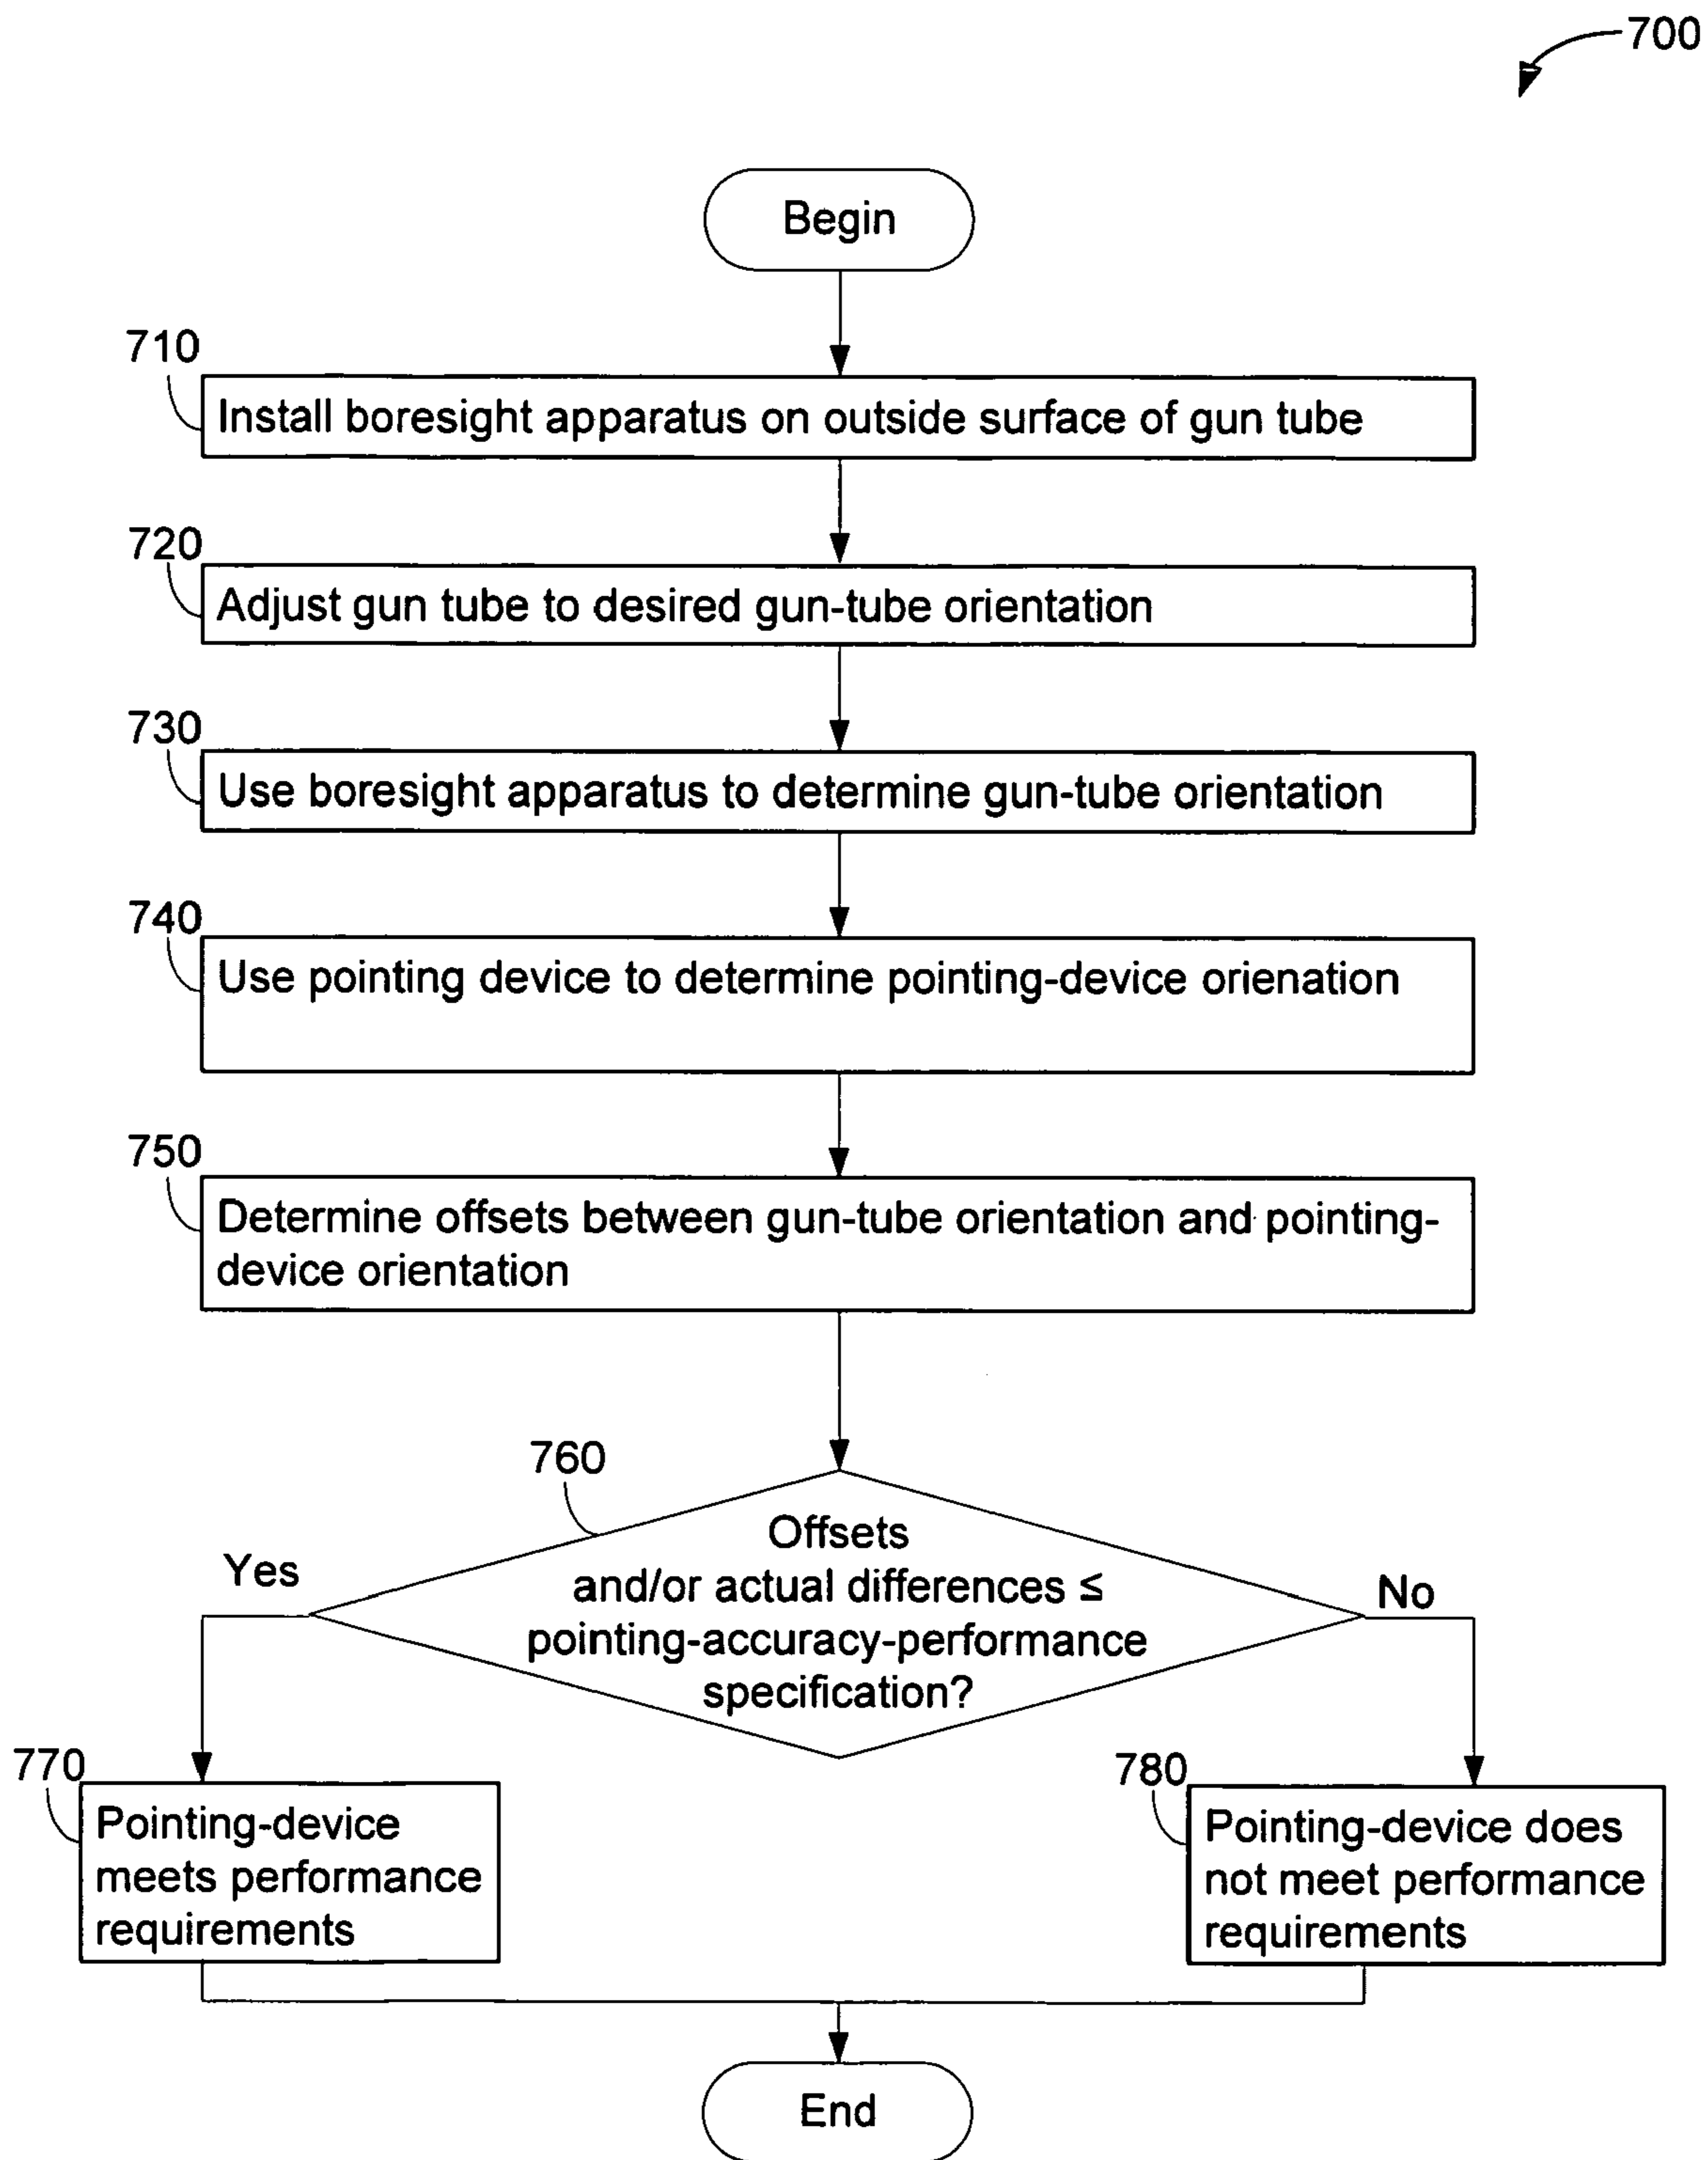 700
Begin
710
Install boresight apparatus on outside surface of gun tube
720
Adjust gun tube to desired gun-tube orientation
730
Use boresight apparatus to determine gun-tube orientation
740
Use pointing device to determine pointing-device orienation
750
Determine offsets between gun-tube orientation and pointing-
device orientation
760
Offsets
and/or actual differences ≤
pointing-accuracy-performance
specification?
Yes
No
770
Pointing-device
meets performance
requirements
780
Pointing-device does
not meet performance
requirements
End